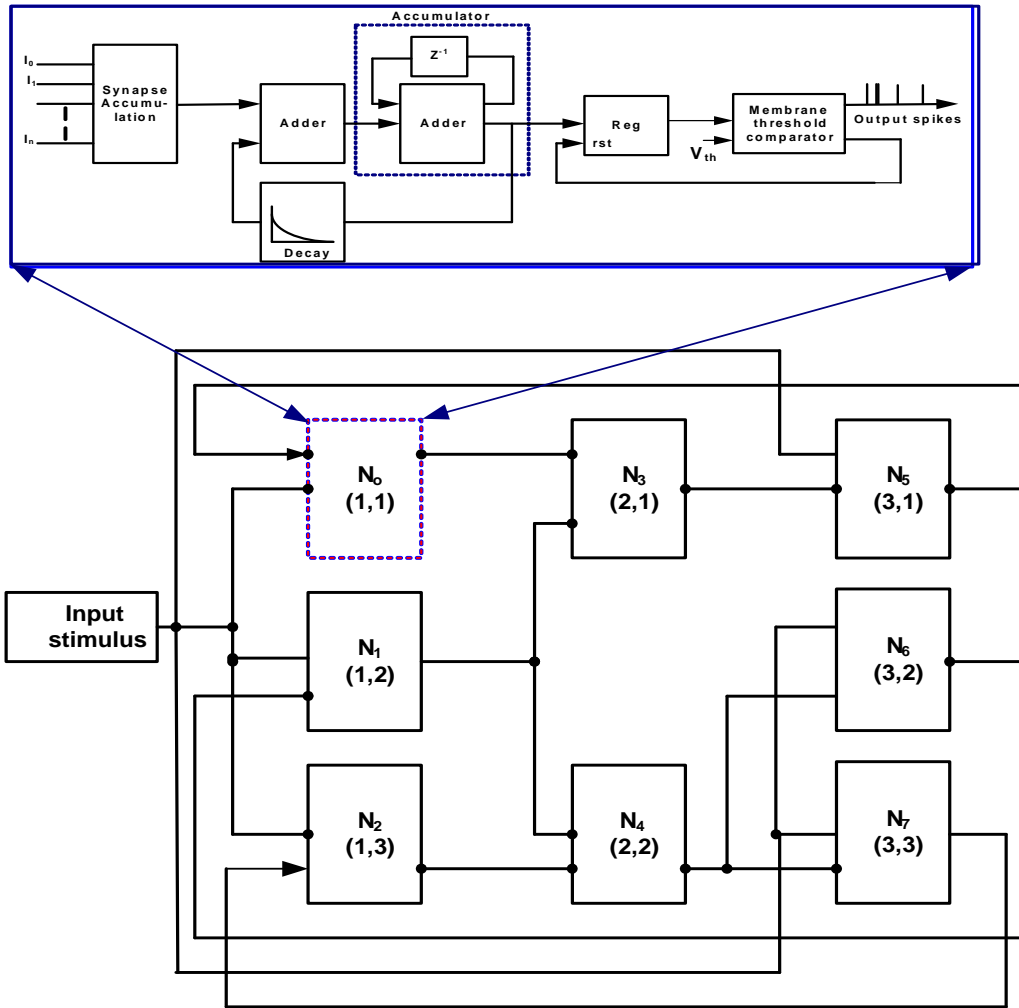 Accumulator
Z⁻¹
I₀
I₁
Iₙ
Synapse
Accumu-
lation
Adder
Adder
Reg
rst
Membrane
threshold
comparator
Output spikes
Vth
Decay
Nₒ
(1,1)
N₃
(2,1)
N₅
(3,1)
Input
stimulus
N₁
(1,2)
N₆
(3,2)
N₂
(1,3)
N₄
(2,2)
N₇
(3,3)